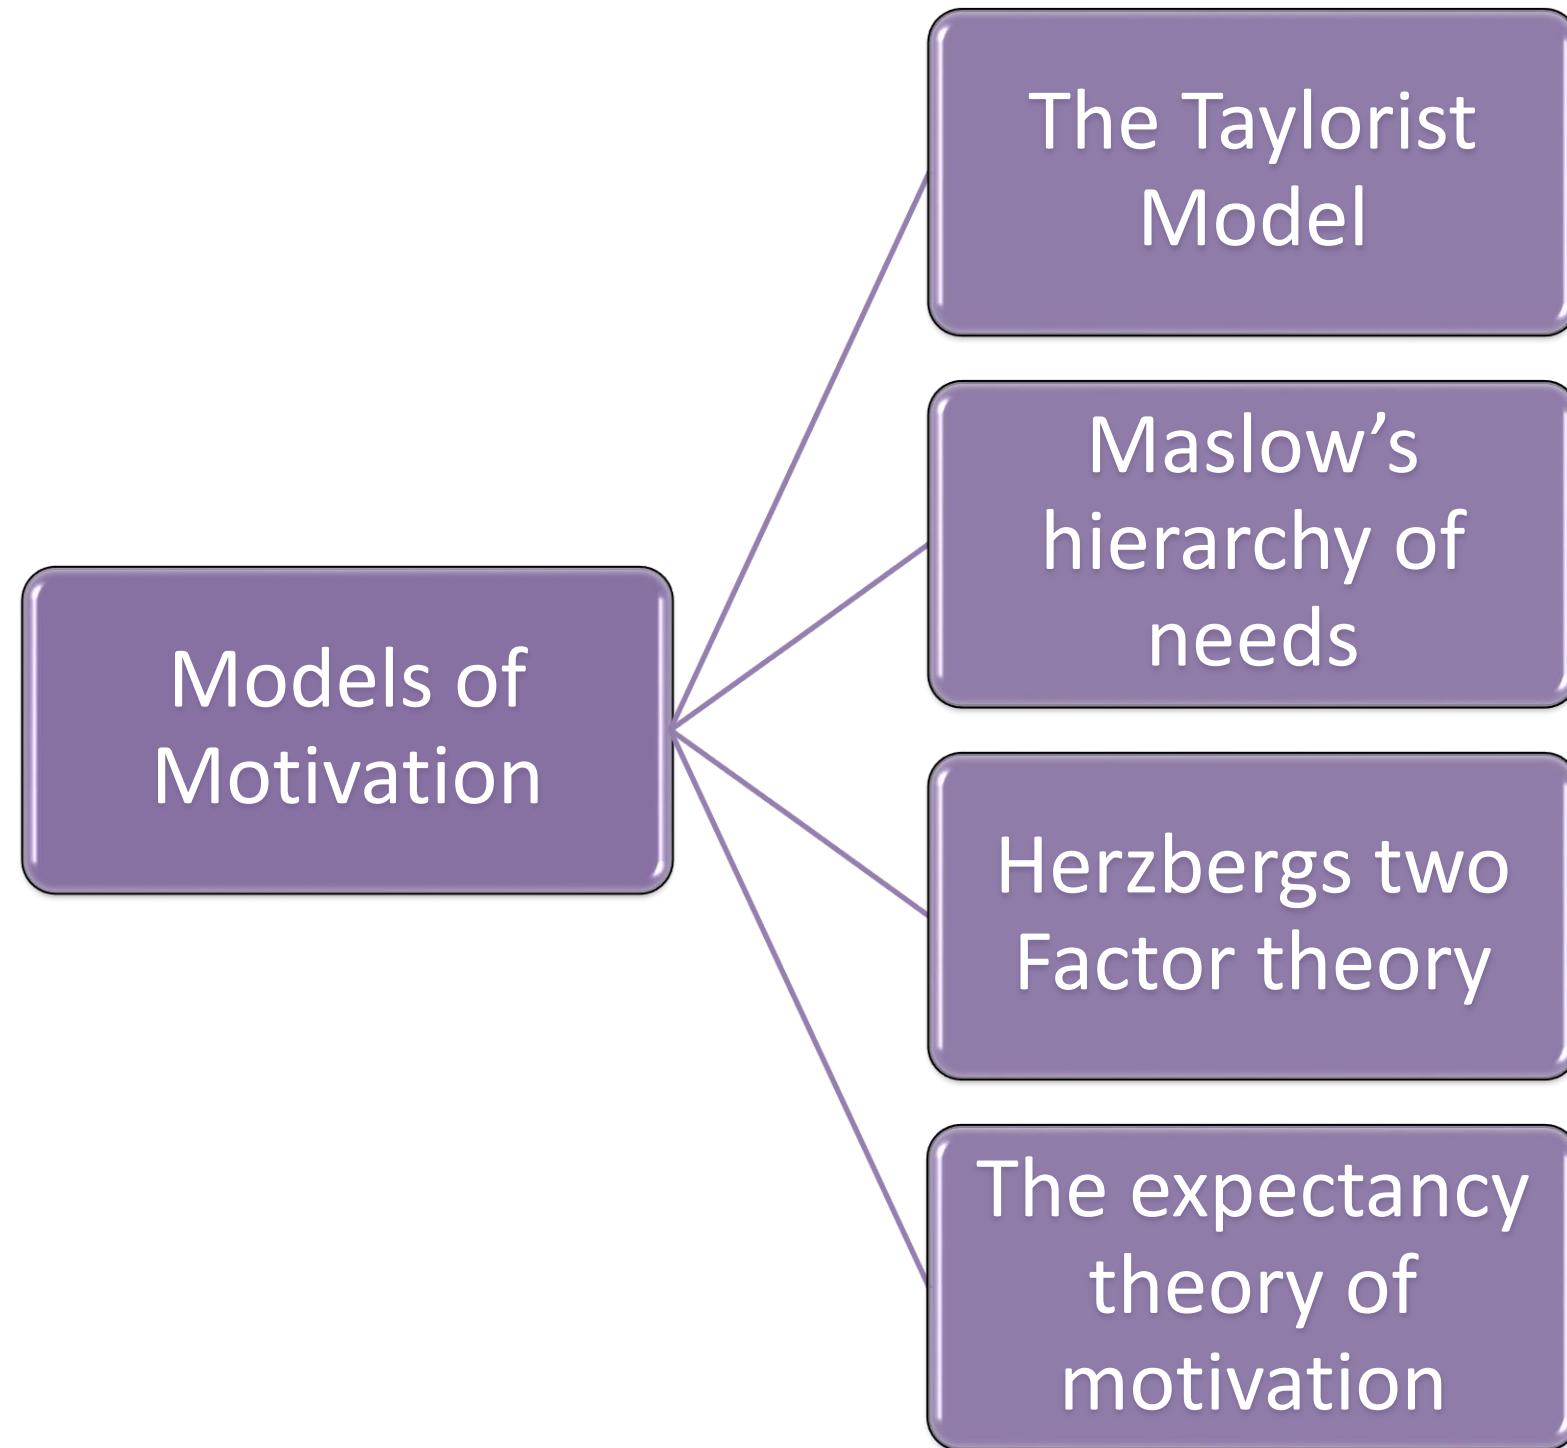 The Taylorist
Model
Maslow’s
hierarchy of
needs
Models of
Motivation
Herzbergs two
Factor theory
The expectancy
theory of
motivation